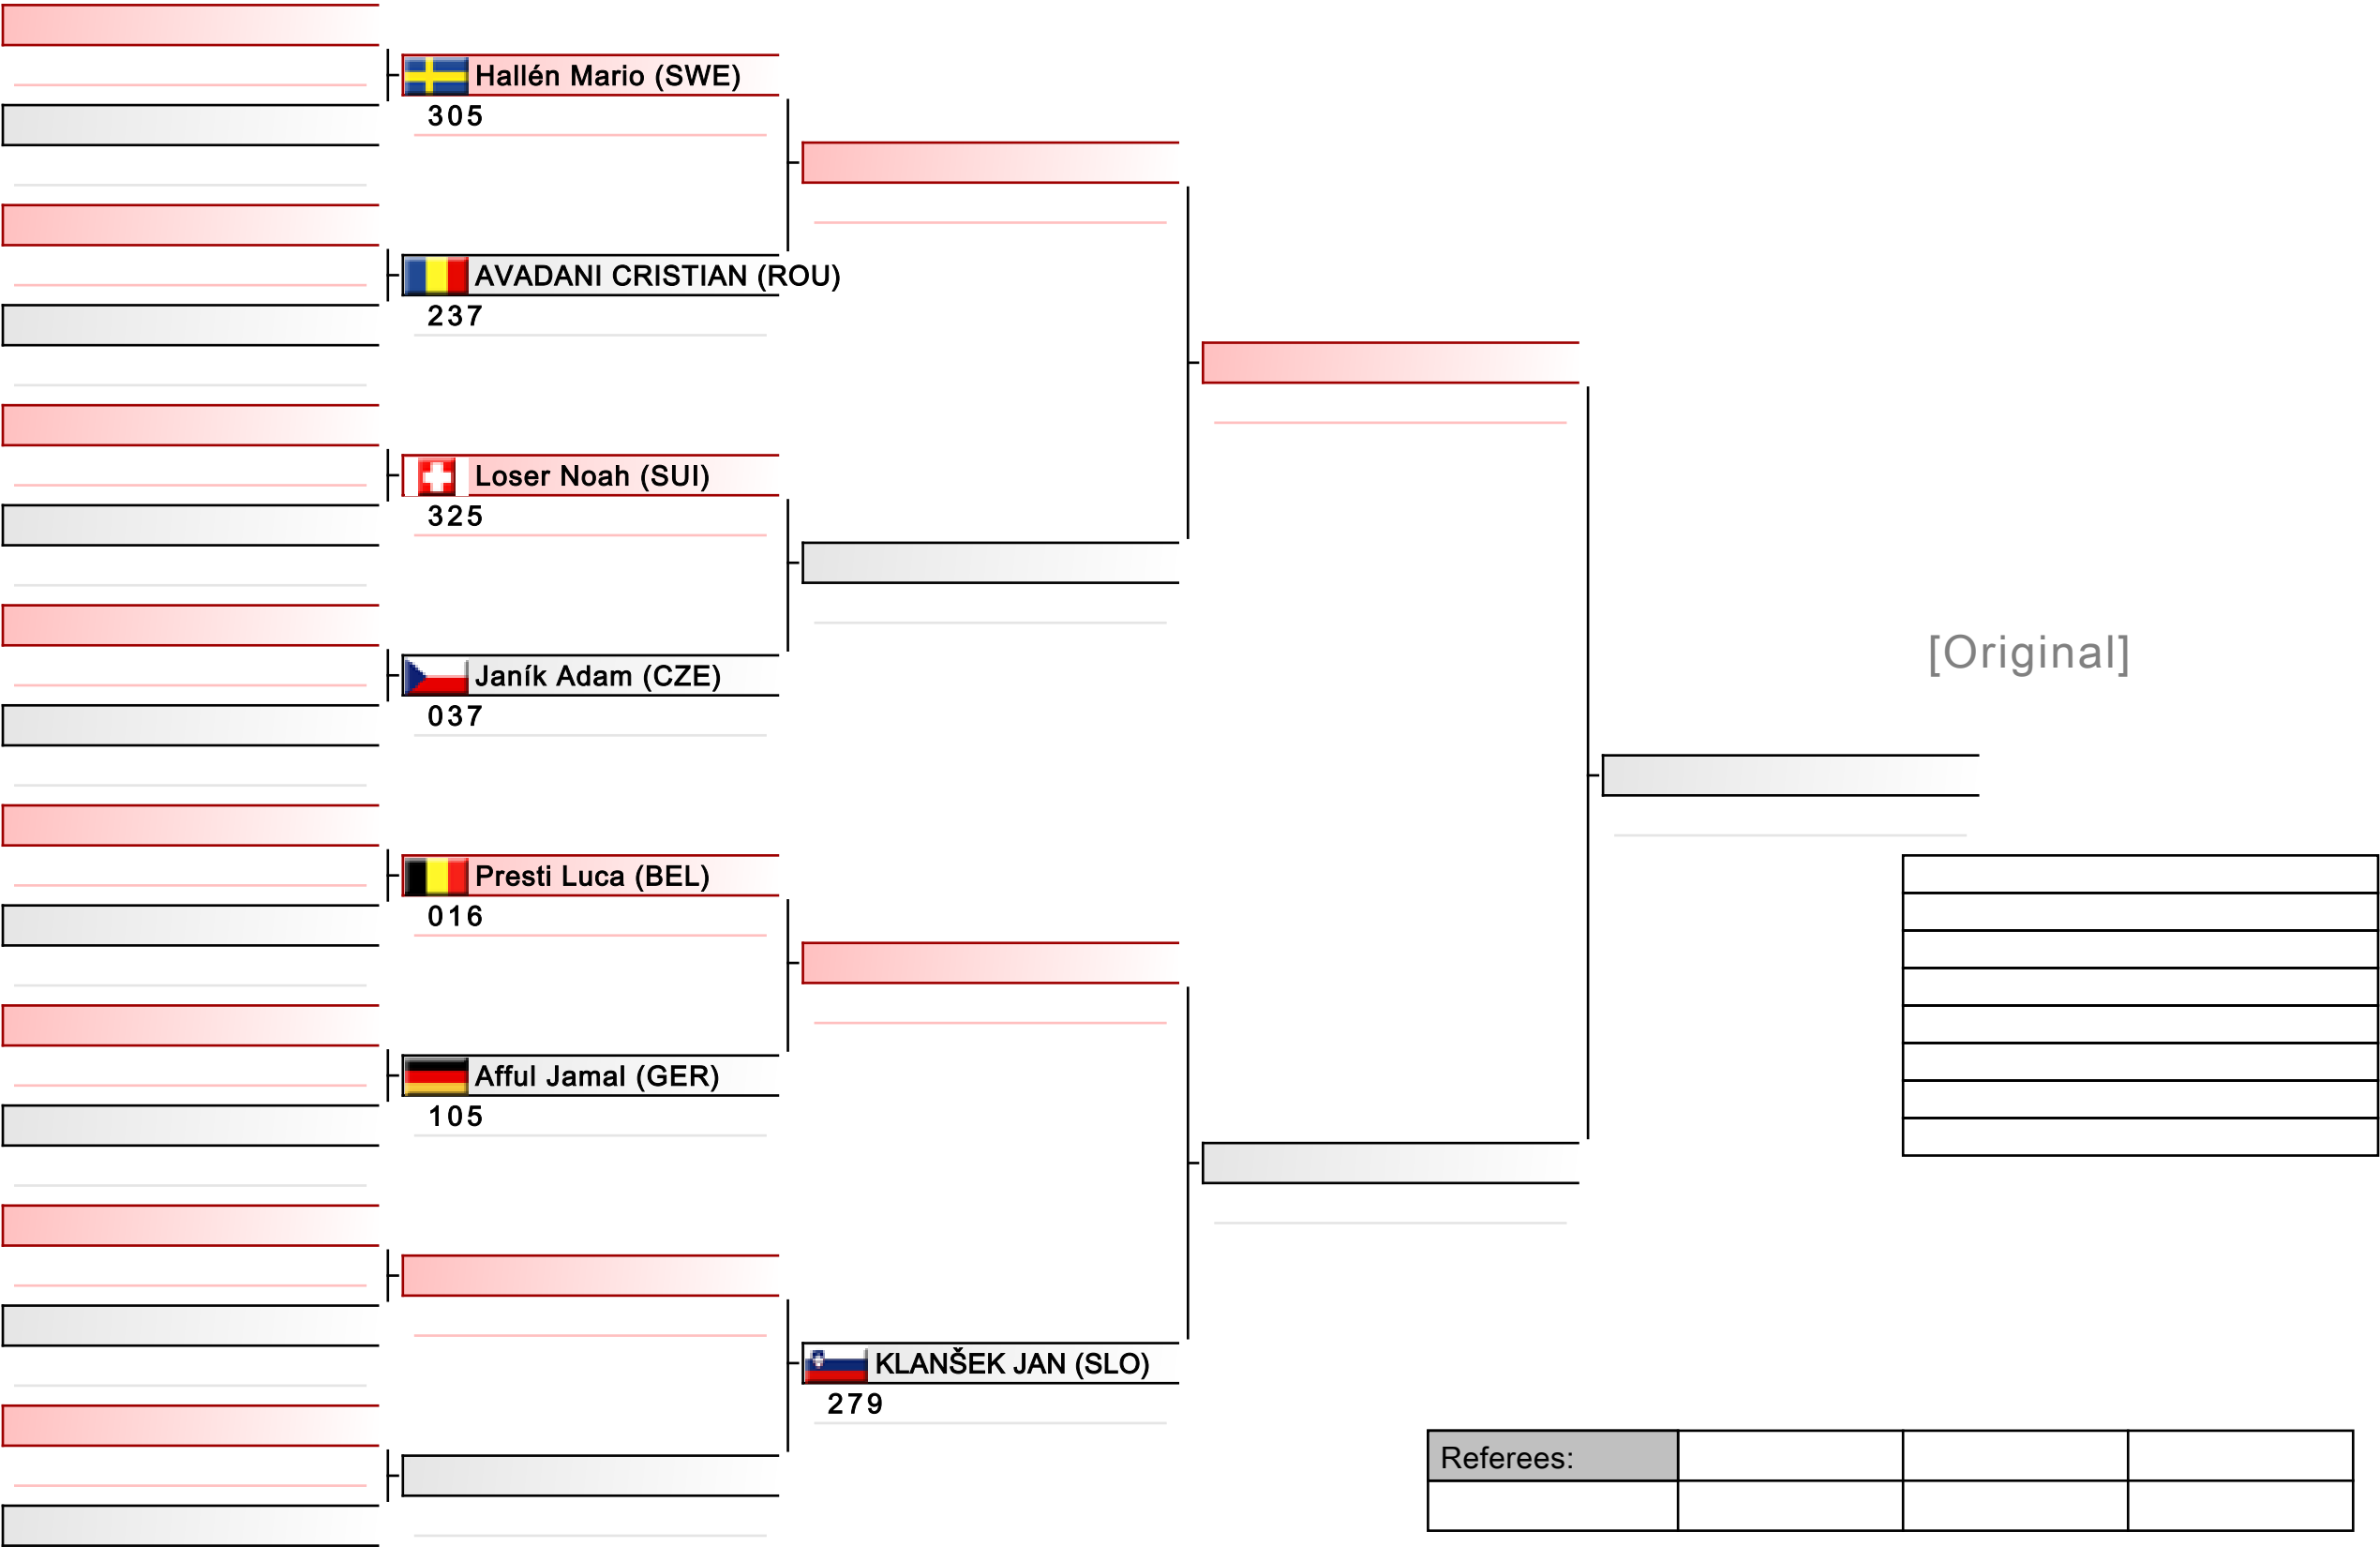 Hallén Mario (SWE)
305
AVADANI CRISTIAN (ROU)
237
Loser Noah (SUI)
325
Janík Adam (CZE)
037
Presti Luca (BEL)
016
Afful Jamal (GER)
105
KLANŠEK JAN (SLO)
279
[Original]
Referees: